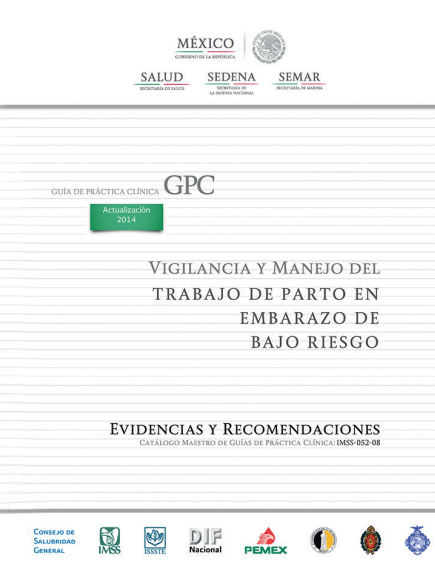 MÉXICO
GOBIERNO DE LA REPÚBLICA
SALUD
SECRETARÍA DE SALUD
SEDENA
SECRETARÍA DE
LA DEFENSA NACIONAL
SEMAR
SECRETARÍA DE MARINA
GUÍA DE PRÁCTICA CLÍNICA GPC
Actualización
2014
VIGILANCIA Y MANEJO DEL
TRABAJO DE PARTO EN
EMBARAZO DE
BAJO RIESGO
EVIDENCIAS Y RECOMENDACIONES
CATÁLOGO MAESTRO DE GUÍAS DE PRÁCTICA CLÍNICA: IMSS-052-08
CONSEJO DE
SALUBRIDAD
GENERAL
IMSS
ISSSTE
DIF
Nacional
PEMEX